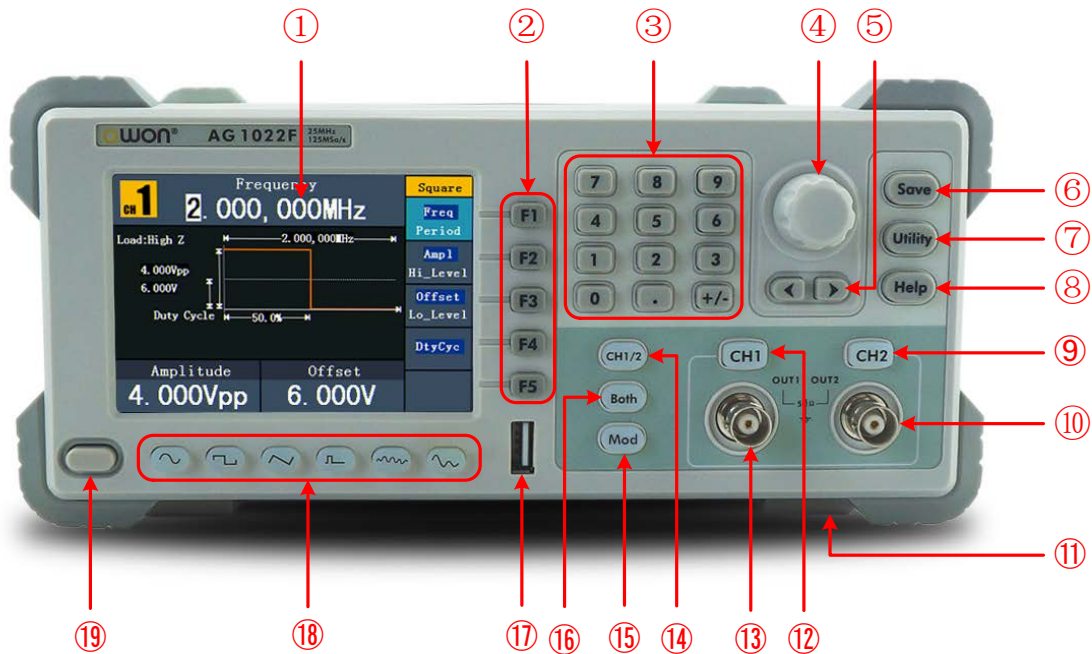 ① ② ③ ④ ⑤
owon® AG 1022F 25MHz
125MSa/s
CH 1
Frequency
2.000,000MHz
Square
Freq
Period
Ampl
Hi_Level
Offset
Lo_Level
DtyCyc
Load:High Z
2.000,000MHz
4.000Vpp
6.000V
Duty Cycle 50.0%
Amplitude
4.000Vpp
Offset
6.000V
F1
F2
F3
F4
F5
7 8 9
4 5 6
1 2 3
0 . +/-
< >
Save ⑥
Utility ⑦
Help ⑧
CH1/2 CH1 CH2 ⑨
Both
Mod
OUT1 OUT2
50Ω
⑩
⑪
⑲ ⑱ ⑰ ⑯ ⑮ ⑭ ⑬ ⑫